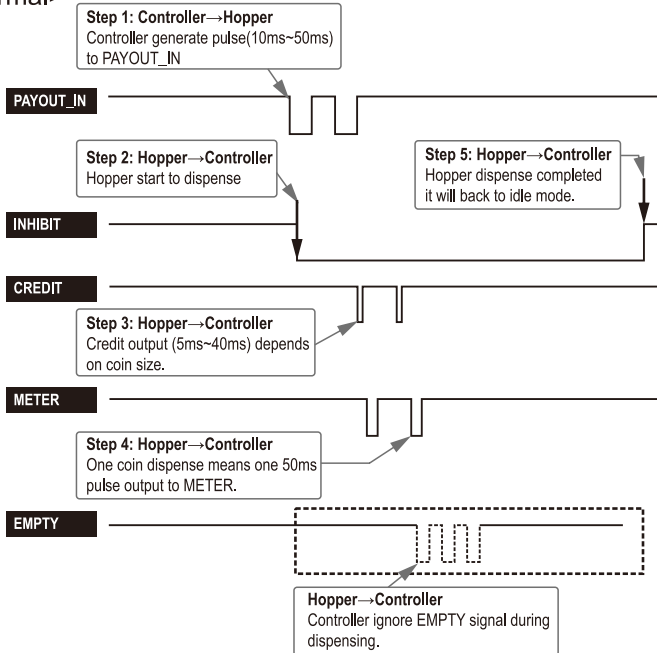 Step 1: Controller→Hopper
Controller generate pulse(10ms~50ms)
to PAYOUT_IN
PAYOUT_IN
Step 2: Hopper→Controller
Hopper start to dispense
Step 5: Hopper→Controller
Hopper dispense completed
it will back to idle mode.
INHIBIT
CREDIT
Step 3: Hopper→Controller
Credit output (5ms~40ms) depends
on coin size.
METER
Step 4: Hopper→Controller
One coin dispense means one 50ms
pulse output to METER.
EMPTY
Hopper→Controller
Controller ignore EMPTY signal during
dispensing.